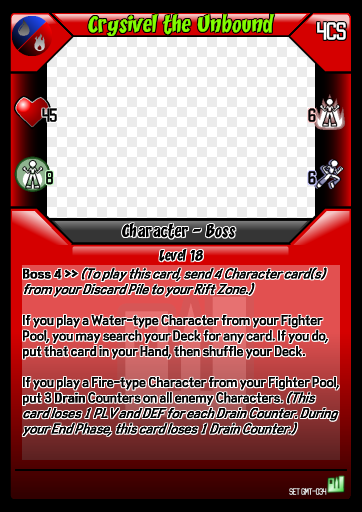 Crysivel the Unbound
4CS
45
6
8
6
Character - Boss
Level 18
Boss 4 >> (To play this card, send 4 Character card(s)
from your Discard Pile to your Rift Zone.)
If you play a Water-type Character from your Fighter
Pool, you may search your Deck for any card. If you do,
put that card in your Hand, then shuffle your Deck.
If you play a Fire-type Character from your Fighter Pool,
put 3 Drain Counters on all enemy Characters. (This
card loses 1 PLV and DEF for each Drain Counter. During
your End Phase, this card loses 1 Drain Counter.)
SET GMT-034